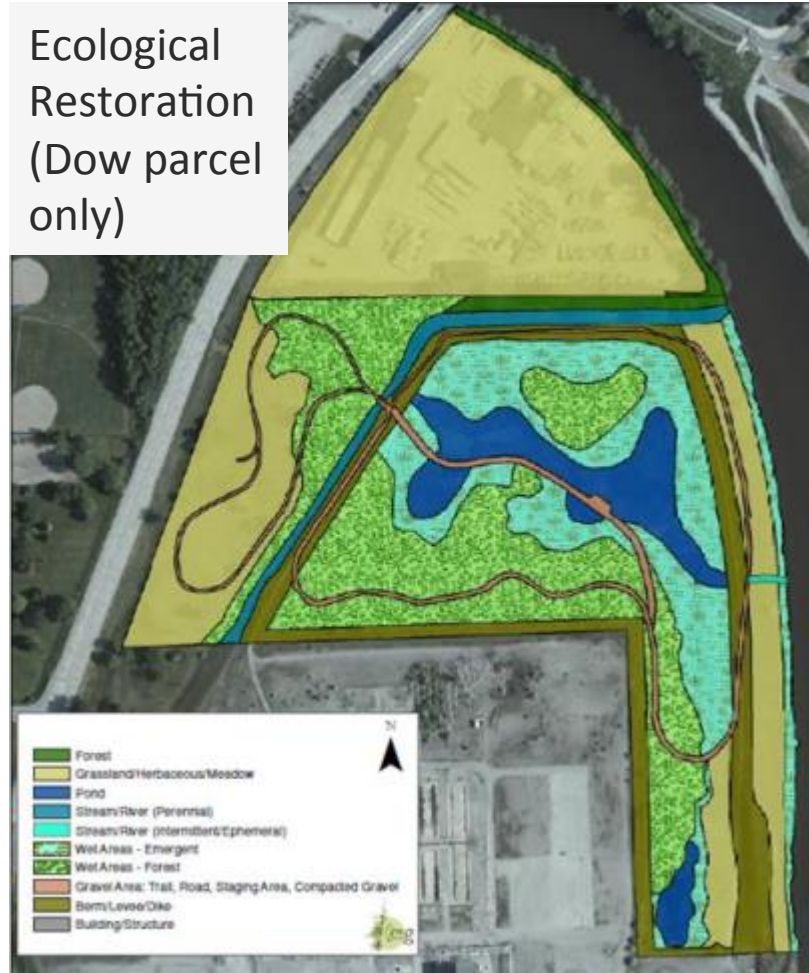 Ecological
Restoration
(Dow parcel
only)
N
Forest
Grassland/Herbaceous/Meadow
Pond
Stream/River (Perennial)
Stream/River (Intermittent/Ephemeral)
Wet Areas - Emergent
Wet Areas - Forest
Gravel Area: Trail, Road, Staging Area, Compacted Gravel
Berm/Levee/Dike
Building/Structure